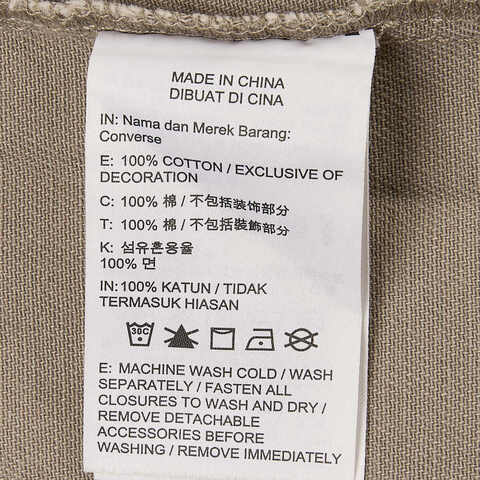 MADE IN CHINA
DIBUAT DI CINA
IN: Nama dan Merek Barang:
Converse
E: 100% COTTON / EXCLUSIVE OF
DECORATION
C: 100% 棉 / 不包括装饰部分
T: 100% 棉 / 不包括裝飾部分
K: 섬유혼용율
100% 면
IN: 100% KATUN / TIDAK
TERMASUK HIASAN
30C
E: MACHINE WASH COLD / WASH
SEPARATELY / FASTEN ALL
CLOSURES TO WASH AND DRY /
REMOVE DETACHABLE
ACCESSORIES BEFORE
WASHING / REMOVE IMMEDIATELY